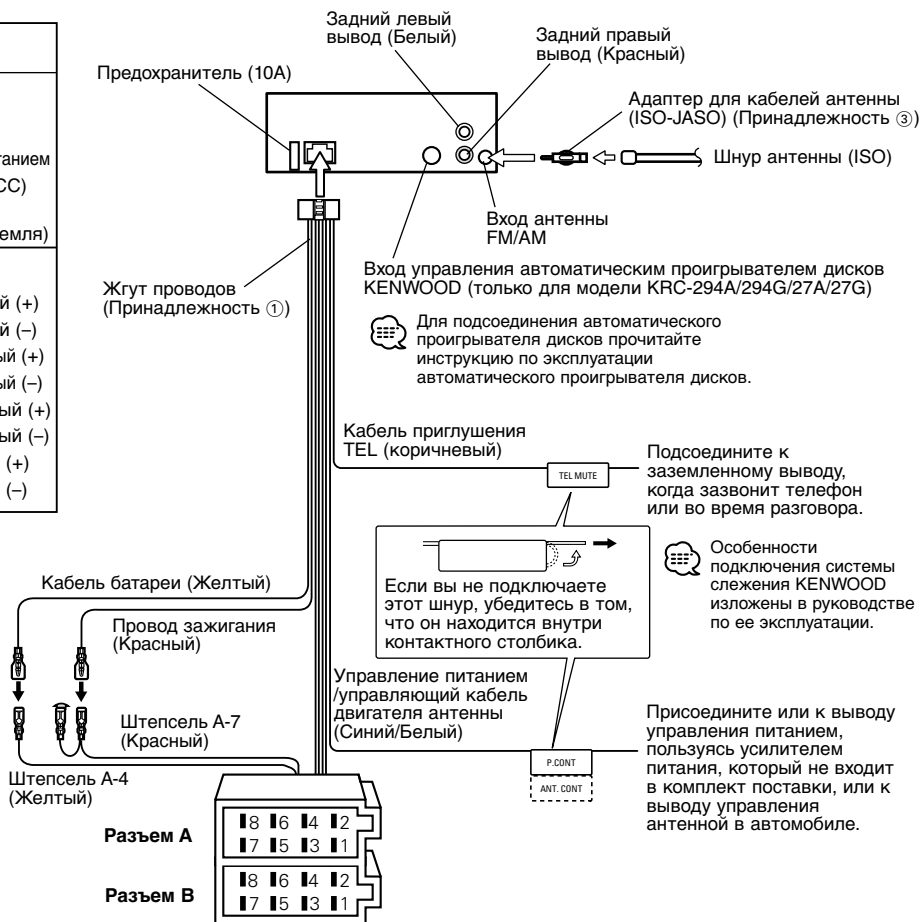 Задний левый
вывод (Белый)
Задний правый
вывод (Красный)
Предохранитель (10A)
Адаптер для кабелей антенны
(ISO-JASO) (Принадлежность ③)
Шнур антенны (ISO)
Вход антенны
FM/AM
Вход управления автоматическим проигрывателем дисков
KENWOOD (только для модели KRC-294A/294G/27A/27G)
Жгут проводов
(Принадлежность ①)
Для подсоединения автоматического
проигрывателя дисков прочитайте
инструкцию по эксплуатации
автоматического проигрывателя дисков.
й (+)
й (–)
ый (+)
ый (–)
ый (+)
ый (–)
(+)
(–)
Кабель приглушения
TEL (коричневый)
TEL MUTE
Подсоедините к
заземленному выводу,
когда зазвонит телефон
или во время разговора.
Если вы не подключаете
этот шнур, убедитесь в том,
что он находится внутри
контактного столбика.
Особенности
подключения системы
слежения KENWOOD
изложены в руководстве
по ее эксплуатации.
Кабель батареи (Желтый)
Провод зажигания
(Красный)
Штепсель A-7
(Красный)
Штепсель A-4
(Желтый)
Управление питанием
/управляющий кабель
двигателя антенны
(Синий/Белый)
P.CONT
ANT. CONT
Присоедините или к выводу
управления питанием,
пользуясь усилителем
питания, который не входит
в комплект поставки, или к
выводу управления
антенной в автомобиле.
Разъем A
8 6 4 2
7 5 3 1
Разъем B
8 6 4 2
7 5 3 1